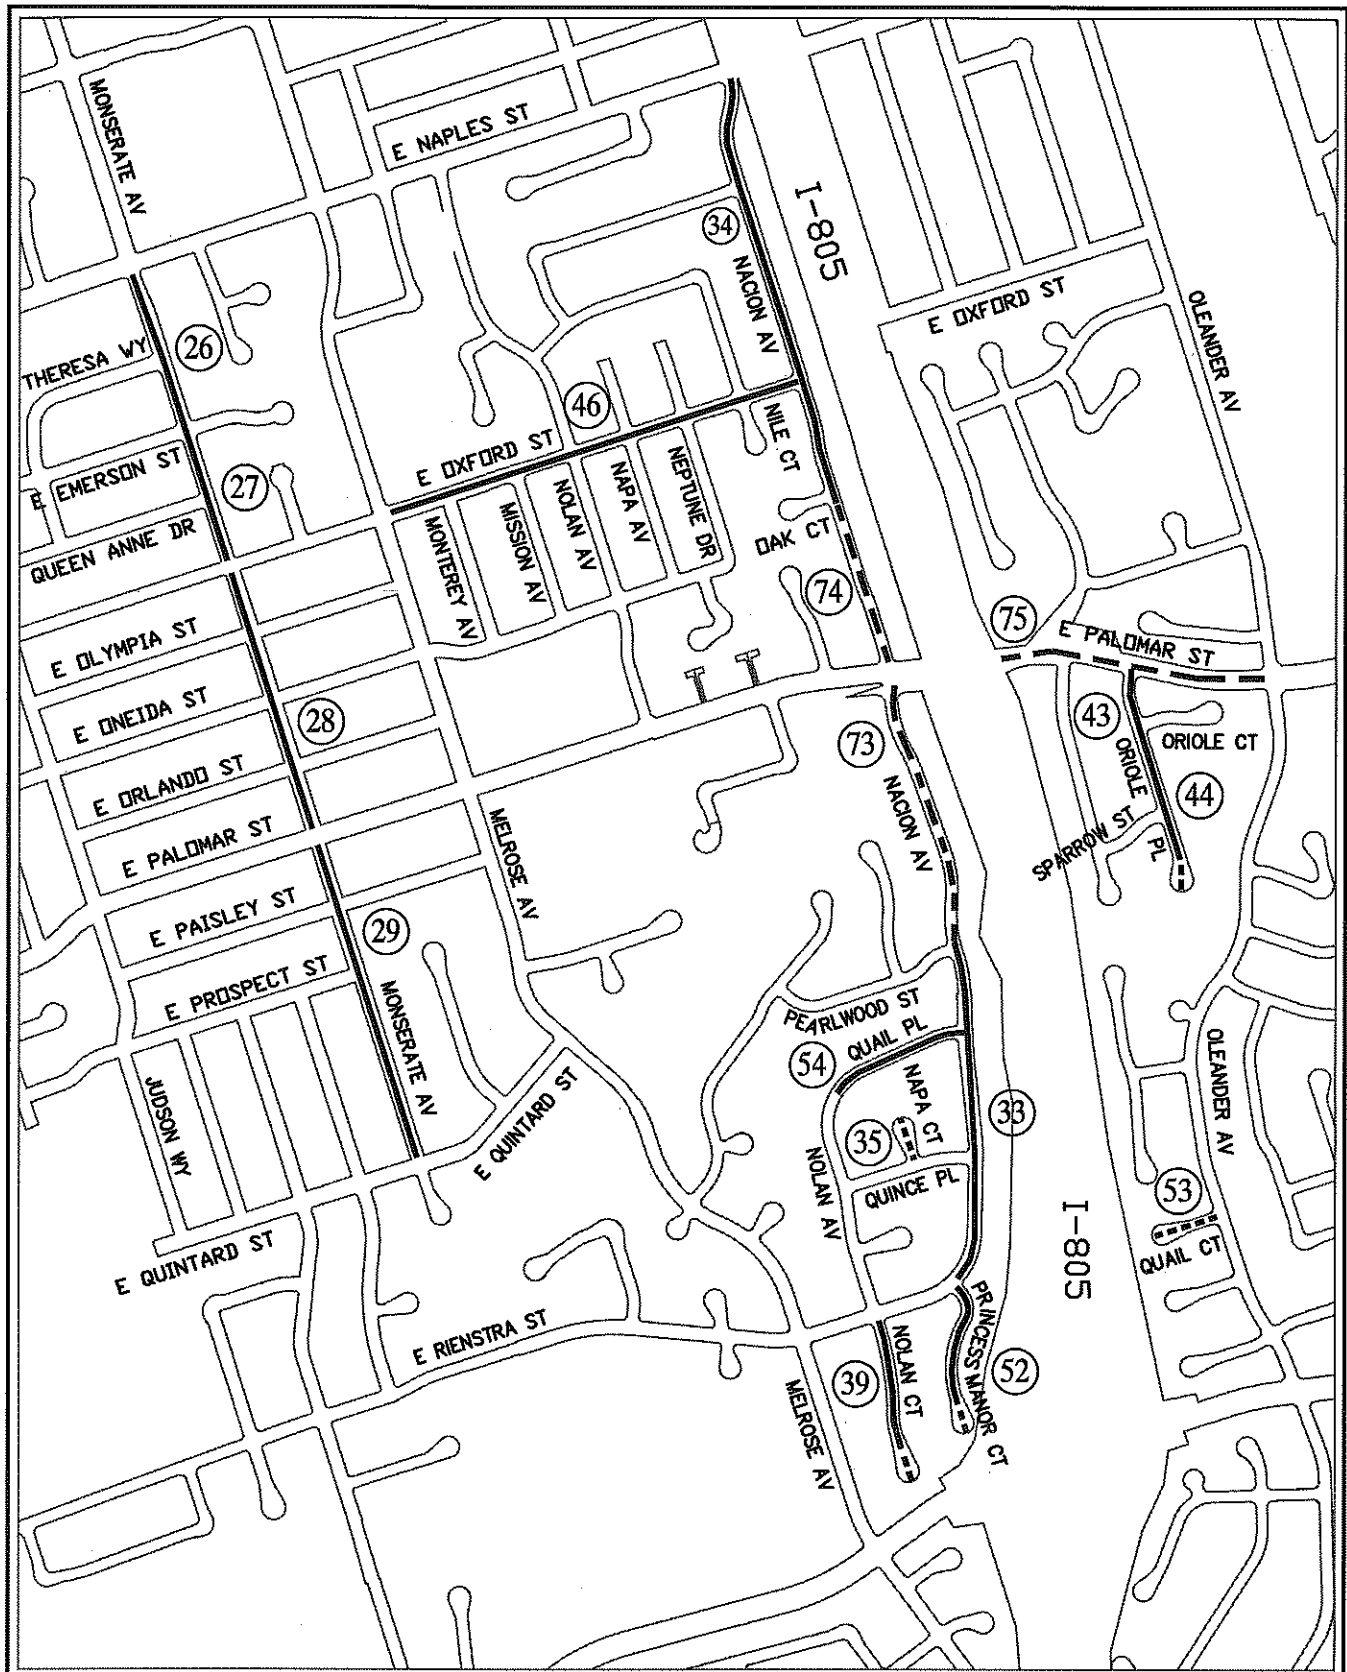 MONSERATE AV
E NAPLES ST
I-805
34
NACION AV
E OXFORD ST
OLEANDER AV
THERESA WY
26
46
NILE CT
E OXFORD ST
E EMERSON ST
27
NAPA AV
NEPTUNE DR
NOLAN AV
MISSION AV
MONTEREY AV
QUEEN ANNE DR
OAK CT
74
75
E PALOMAR ST
E OLYMPIA ST
E ONEIDA ST
28
73
43
ORIOLE CT
ORIOLE
PL
44
E ORLANDO ST
NACION AV
E PALOMAR ST
MELROSE AV
SPARROW ST
E PAISLEY ST
29
E PROSPECT ST
MONSERATE AV
PEARLWOOD ST
54
QUAIL PL
OLEANDER AV
JUDSON WY
NAPA CT
33
35
E QUINTARD ST
NOLAN AV
QUINCE PL
53
I-805
E QUINTARD ST
QUAIL CT
E RIENSTRA ST
PRINCESS MANOR CT
NOLAN CT
39
52
MELROSE AV